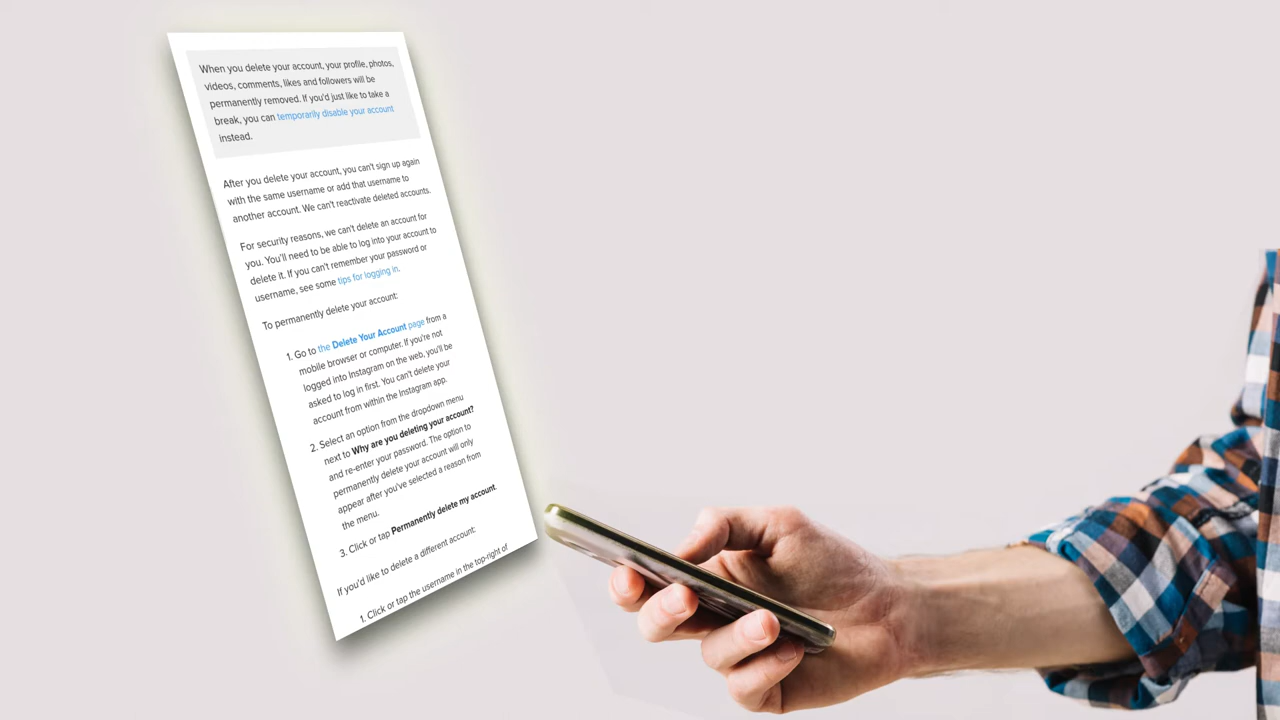 When you delete your account, your profile, photos,
videos, comments, likes and followers will be
permanently removed. If you'd just like to take a
break, you can temporarily disable your account
instead.
After you delete your account, you can't sign up again
with the same username or add that username to
another account. We can't reactivate deleted accounts.
For security reasons, we can't delete an account for
you. You'll need to be able to log into your account to
delete it. If you can't remember your password or
username, see some tips for logging in.
To permanently delete your account:
1. Go to the Delete Your Account page from a
mobile browser or computer. If you're not
logged into Instagram on the web, you'll be
asked to log in first. You can't delete your
account from within the Instagram app.
2. Select an option from the dropdown menu
next to Why are you deleting your account?
and re-enter your password. The option to
permanently delete your account will only
appear after you've selected a reason from
the menu.
3. Click or tap Permanently delete my account.
If you'd like to delete a different account:
1. Click or tap the username in the top-right of